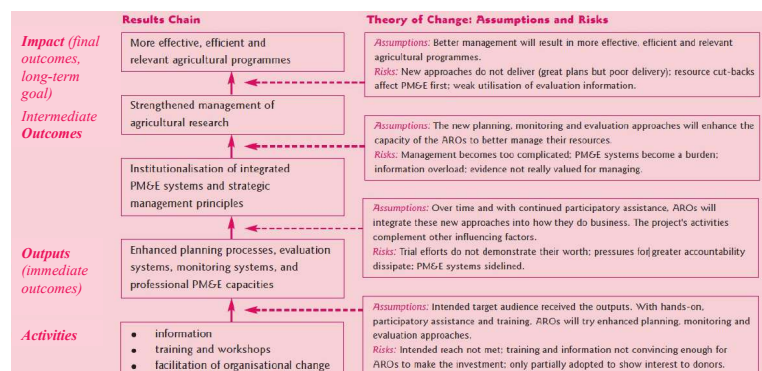 Results Chain
Theory of Change: Assumptions and Risks
Impact (final
outcomes,
long-term
goal)
More effective, efficient and
relevant agricultural programmes
Assumptions: Better management will result in more effective, efficient and relevant
agricultural programmes.
Risks: New approaches do not deliver (great plans but poor delivery); resource cut-backs
affect PM&E first; weak utilisation of evaluation information.
Intermediate
Outcomes
Strengthened management of
agricultural research
Assumptions: The new planning, monitoring and evaluation approaches will enhance the
capacity of the AROs to better manage their resources.
Risks: Management becomes too complicated; PM&E systems become a burden;
information overload; evidence not really valued for managing.
Institutionalisation of integrated
PM&E systems and strategic
management principles
Assumptions: Over time and with continued participatory assistance, AROs will
integrate these new approaches into how they do business. The project's activities
complement other influencing factors.
Risks: Trial efforts do not demonstrate their worth; pressures for greater accountability
dissipate; PM&E systems sidelined.
Outputs
(immediate
outcomes)
Enhanced planning processes, evaluation
systems, monitoring systems, and
professional PM&E capacities
Assumptions: Intended target audience received the outputs. With hands-on,
participatory assistance and training, AROs will try enhanced planning, monitoring and
evaluation approaches.
Risks: Intended reach not met; training and information not convincing enough for
AROs to make the investment; only partially adopted to show interest to donors.
Activities
• information
• training and workshops
• facilitation of organisational change